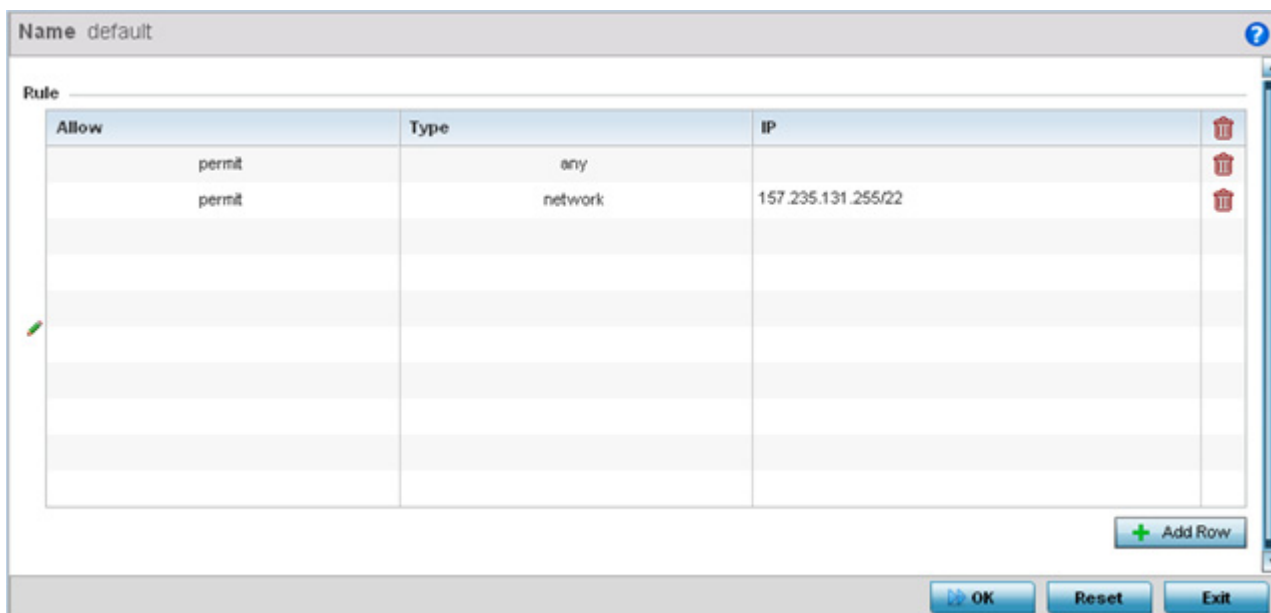 Name default
Rule
Allow Type IP
permit any
permit network 157.235.131.255/22
Add Row
OK Reset Exit